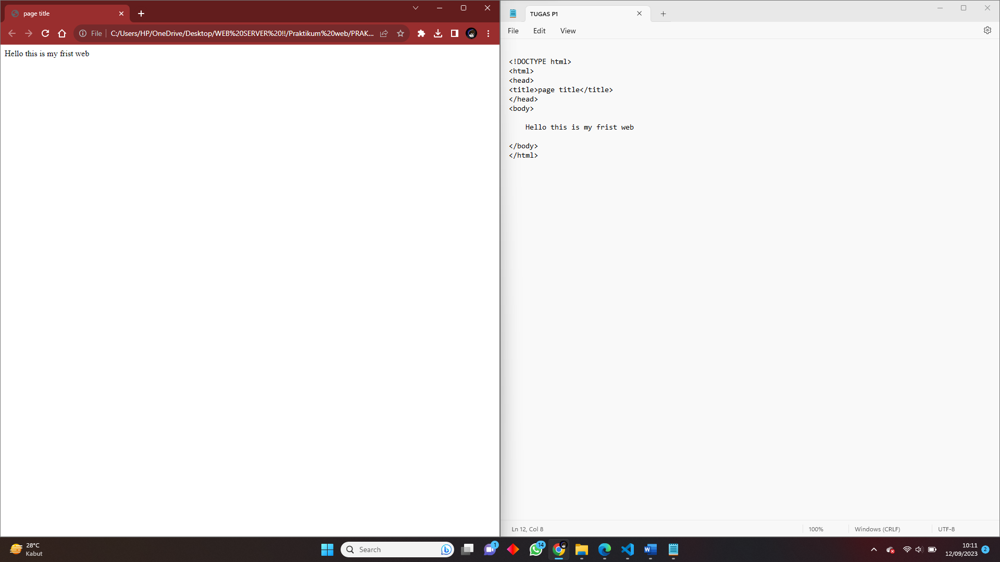 page title
File
C:/Users/HP/OneDrive/Desktop/WEB%20SERVER%20!!/Praktikum%20web/PRAK...
Hello this is my frist web
TUGAS P1
File Edit View
<!DOCTYPE html>
<html>
<head>
<title>page title</title>
</head>
<body>
Hello this is my frist web
</body>
</html>
Ln 12, Col 8
100%
Windows (CRLF)
UTF-8
28°C
Kabut
Search
1
14
10:11
12/09/2023
2